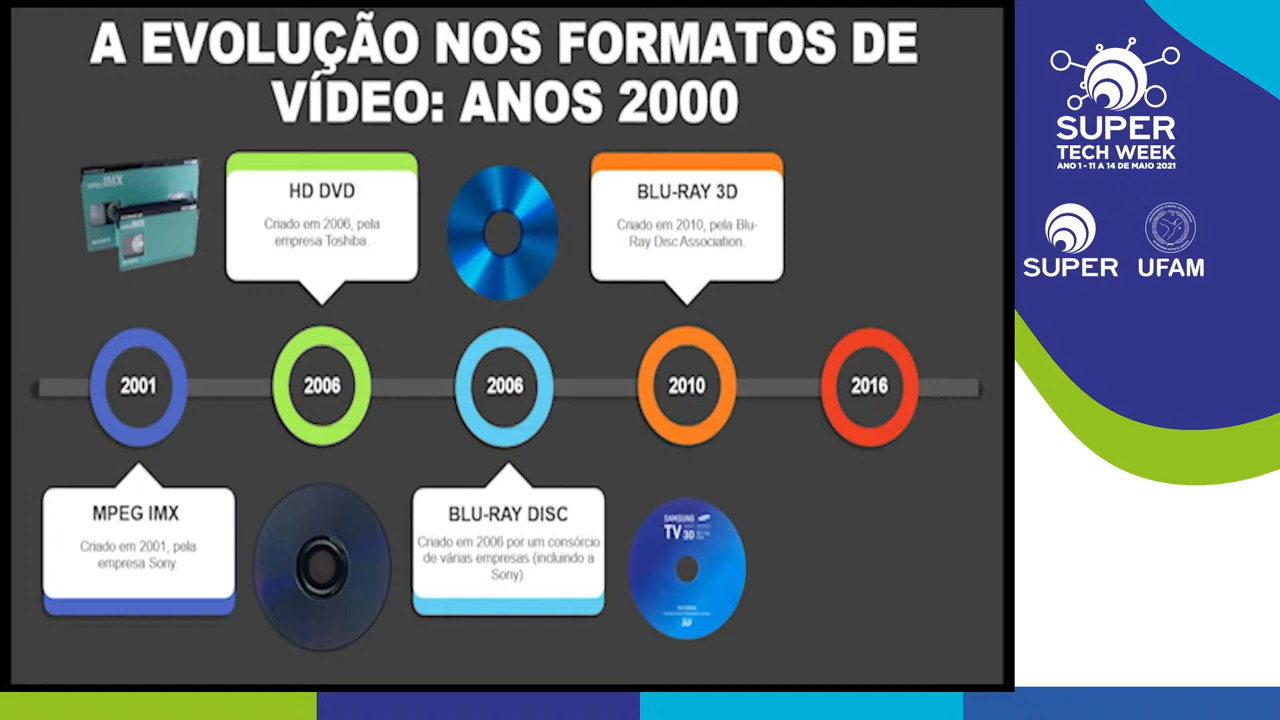 A EVOLUÇÃO NOS FORMATOS DE
VÍDEO: ANOS 2000
IMX
HD DVD
Criado em 2006, pela
empresa Toshiba.
BLU-RAY 3D
Criado em 2010, pela Blu-
Ray Disc Association.
2001
2006
2006
2010
2016
MPEG IMX
Criado em 2001, pela
empresa Sony.
BLU-RAY DISC
Criado em 2006 por um consórcio
de várias empresas (incluindo a
Sony).
SAMSUNG
TV 3D
SUPER
TECH WEEK
ANO 1 - 11 A 14 DE MAIO 2021
SUPER
UFAM